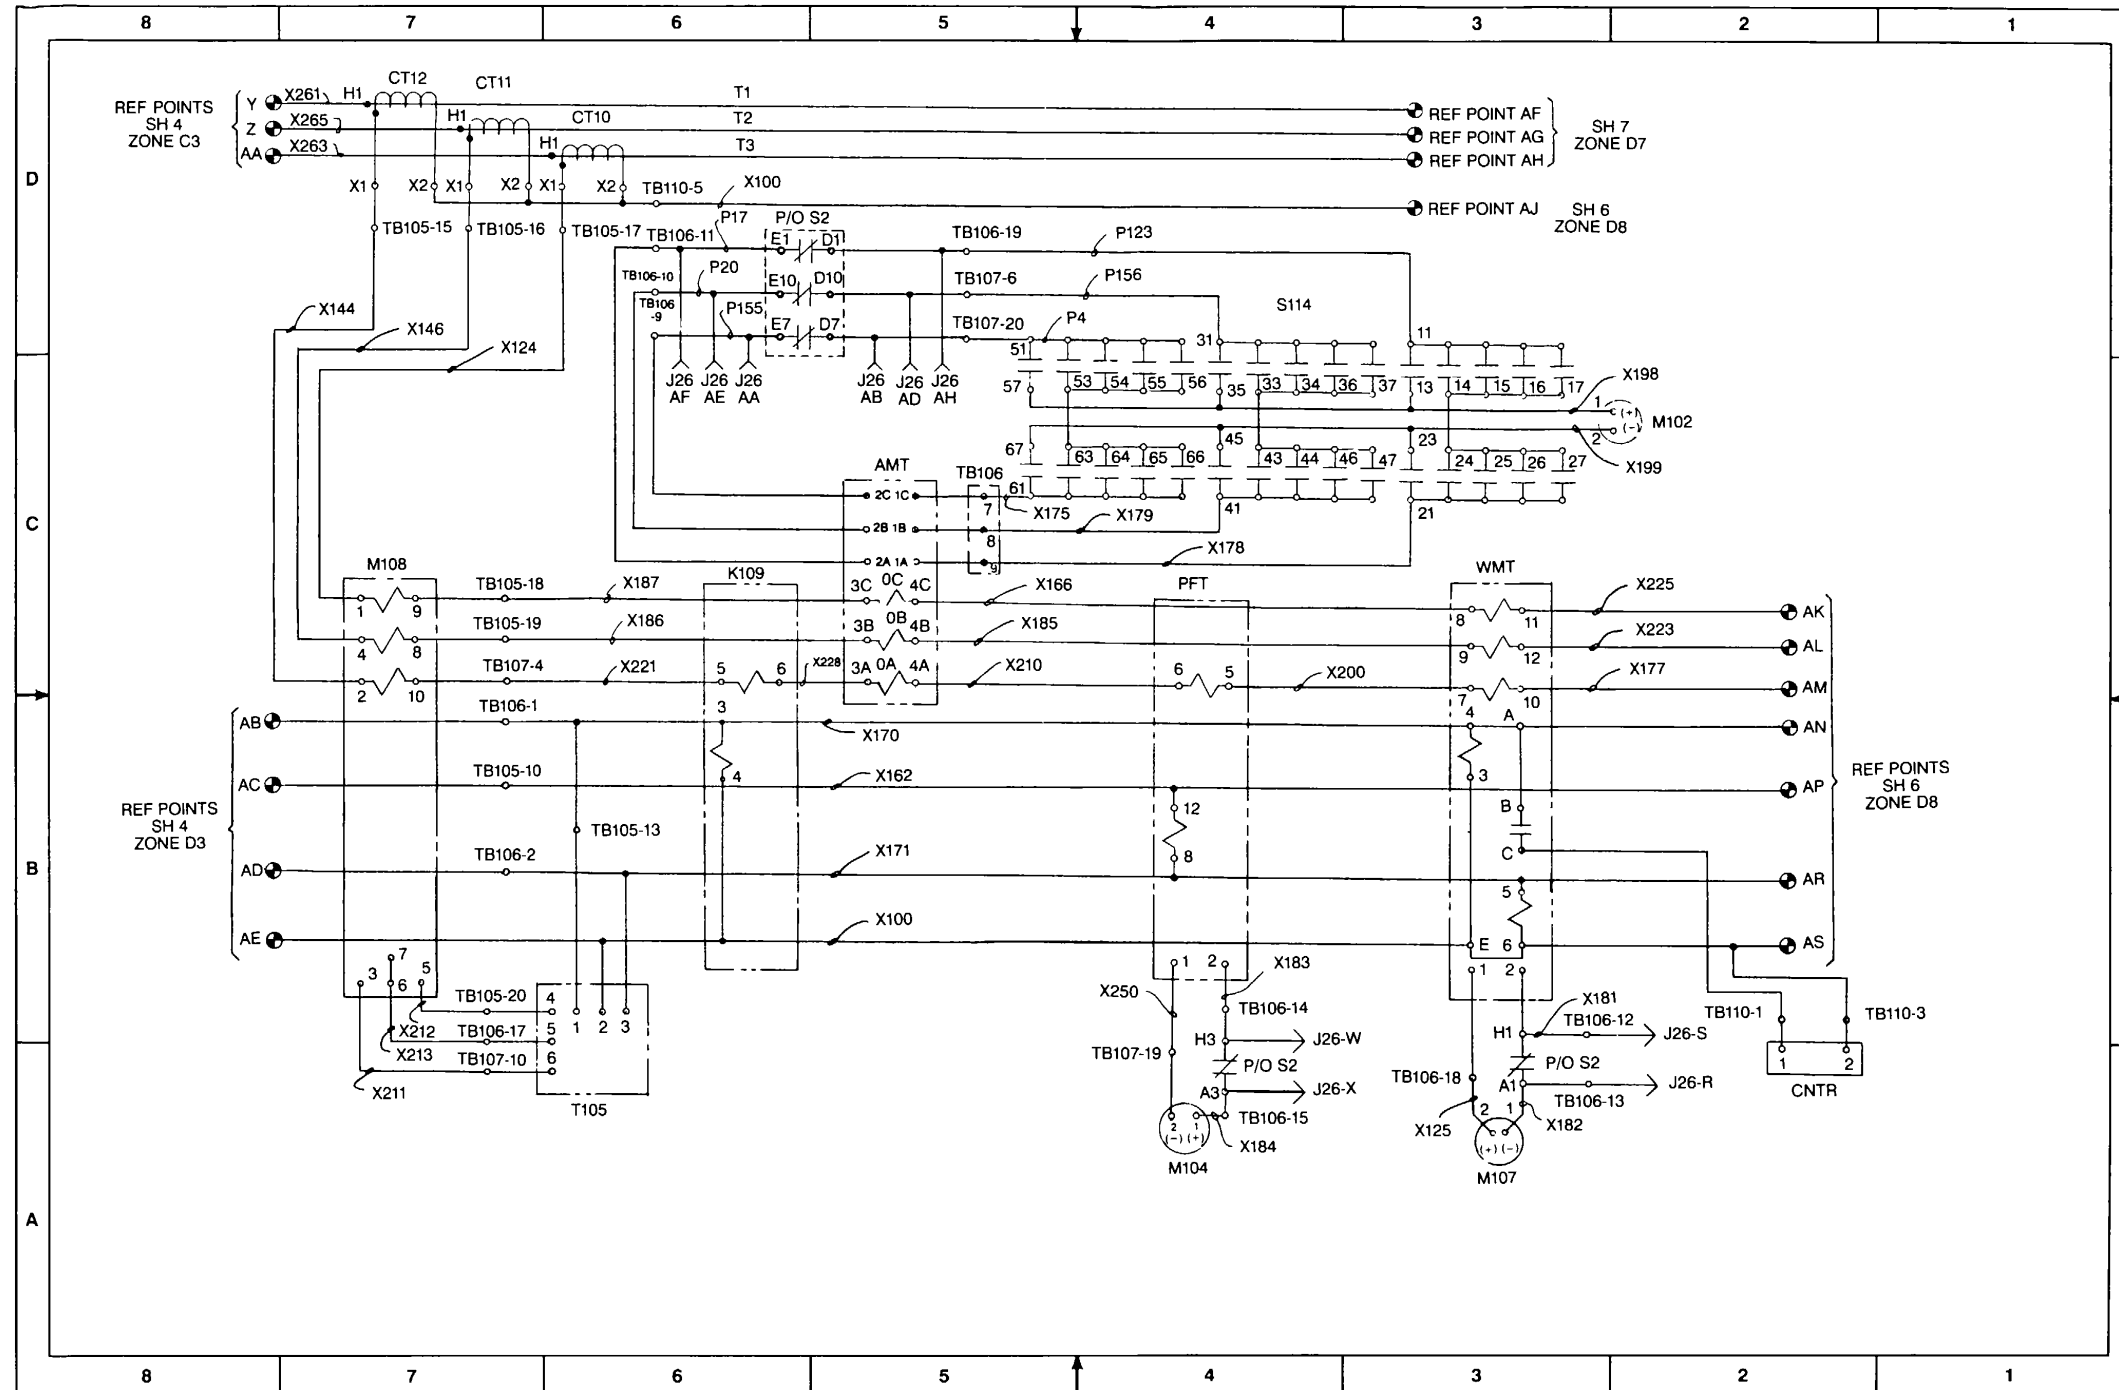 8 7 6 5 4 3 2 1
CT12
CT11
CT10
REF POINTS
SH 4
ZONE C3
Y X261 H1 T1 REF POINT AF
Z X265 H1 T2 REF POINT AG
AA X263 H1 T3 REF POINT AH
SH 7
ZONE D7
D
X1 X2 X1 X2 X1 X2 TB110-5 X100
REF POINT AJ
SH 6
ZONE D8
TB105-15 TB105-16 TB105-17
P/O S2
TB106-11 P17 E1 D1 TB106-19 P123
TB106-10 P20 E10 D10 TB107-6 P156
TB106
-9
P155 E7 D7 TB107-20 P4
S114
X144
X146
X124
J26
AF
J26
AE
J26
AA
J26
AB
J26
AD
J26
AH
51 31 11
57 53 54 55 56 35 33 34 36 37 13 14 15 16 17
X198
1 (+)
2 (-)
M102
X199
67 63 64 65 66 45 43 44 46 47 23 24 25 26 27
61 41 21
C
AMT
TB106
2C 1C 7 X175
2B 1B 8 X179
2A 1A 9 X178
M108
K109
PFT
WMT
1 9 TB105-18 X187 3C 0C 4C X166 8 11 X225 AK
4 8 TB105-19 X186 3B 0B 4B X185 9 12 X223 AL
2 10 TB107-4 X221 5 6 X228 3A 0A 4A X210 6 5 X200 7 10 X177 AM
AB TB106-1 3 X170 4 A AN
4 3
AC TB105-10 X162 AP
12 B
REF POINTS
SH 4
ZONE D3
REF POINTS
SH 6
ZONE D8
TB105-13
B
AD TB106-2 X171 8 C AR
5
AE X100 E 6 AS
3 7 6 5
1 2 X183
1 2
TB105-20 4 1 2 3
X212 TB106-17 5
X213 TB107-10 6
X211
T105
X250
TB106-14
H3 J26-W
TB107-19
P/O S2
A3 J26-X
TB106-15
2 1
(-) (+)
X184
M104
X181
H1 TB106-12 J26-S
P/O S2
TB106-18
A1 J26-R
TB106-13
X125 2 1 X182
(+) (-)
M107
TB110-1 TB110-3
1 2
CNTR
A
8 7 6 5 4 3 2 1